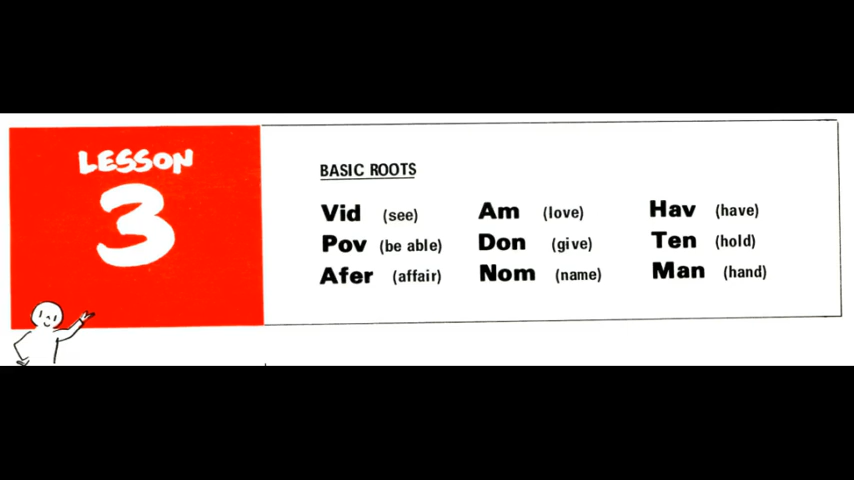 LESSON
3
BASIC ROOTS
Vid (see) Am (love) Hav (have)
Pov (be able) Don (give) Ten (hold)
Afer (affair) Nom (name) Man (hand)